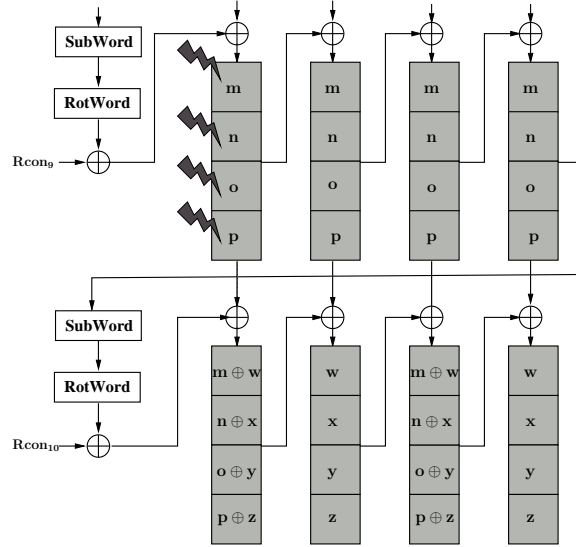 SubWord
RotWord
Rcon₉
m m m m
n n n n
o o o o
p p p p
SubWord
RotWord
Rcon₁₀
m ⊕ w w m ⊕ w w
n ⊕ x x n ⊕ x x
o ⊕ y y o ⊕ y y
p ⊕ z z p ⊕ z z